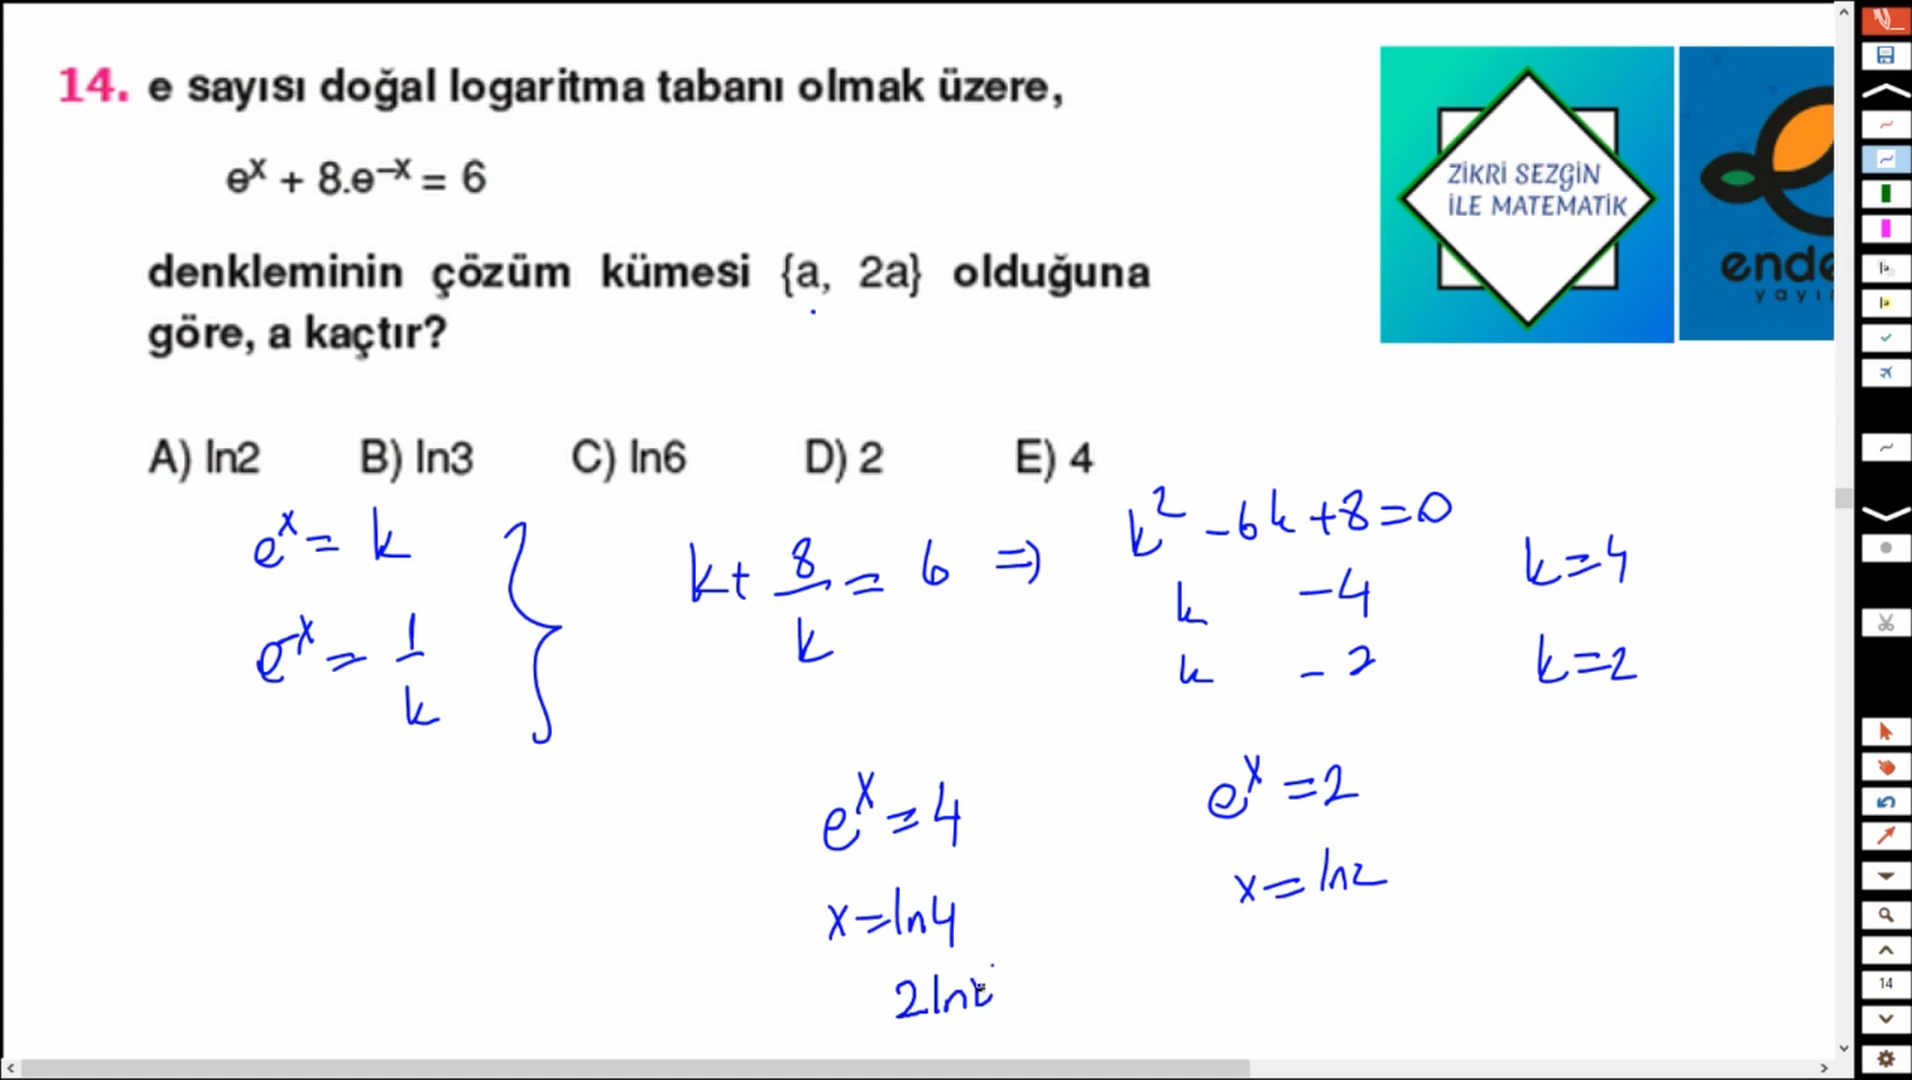 14. e sayısı doğal logaritma tabanı olmak üzere,
eˣ + 8.e⁻ˣ = 6
denkleminin çözüm kümesi {a, 2a} olduğuna
göre, a kaçtır?
A) ln2 B) ln3 C) ln6 D) 2 E) 4
ZİKRİ SEZGİN
İLE MATEMATİK
eˣ = k
e⁻ˣ = 1/k
k + 8/k = 6 ⇒
k² - 6k + 8 = 0
k -4
k -2
k = 4
k = 2
eˣ = 4
x = ln4
eˣ = 2
x = ln2
14